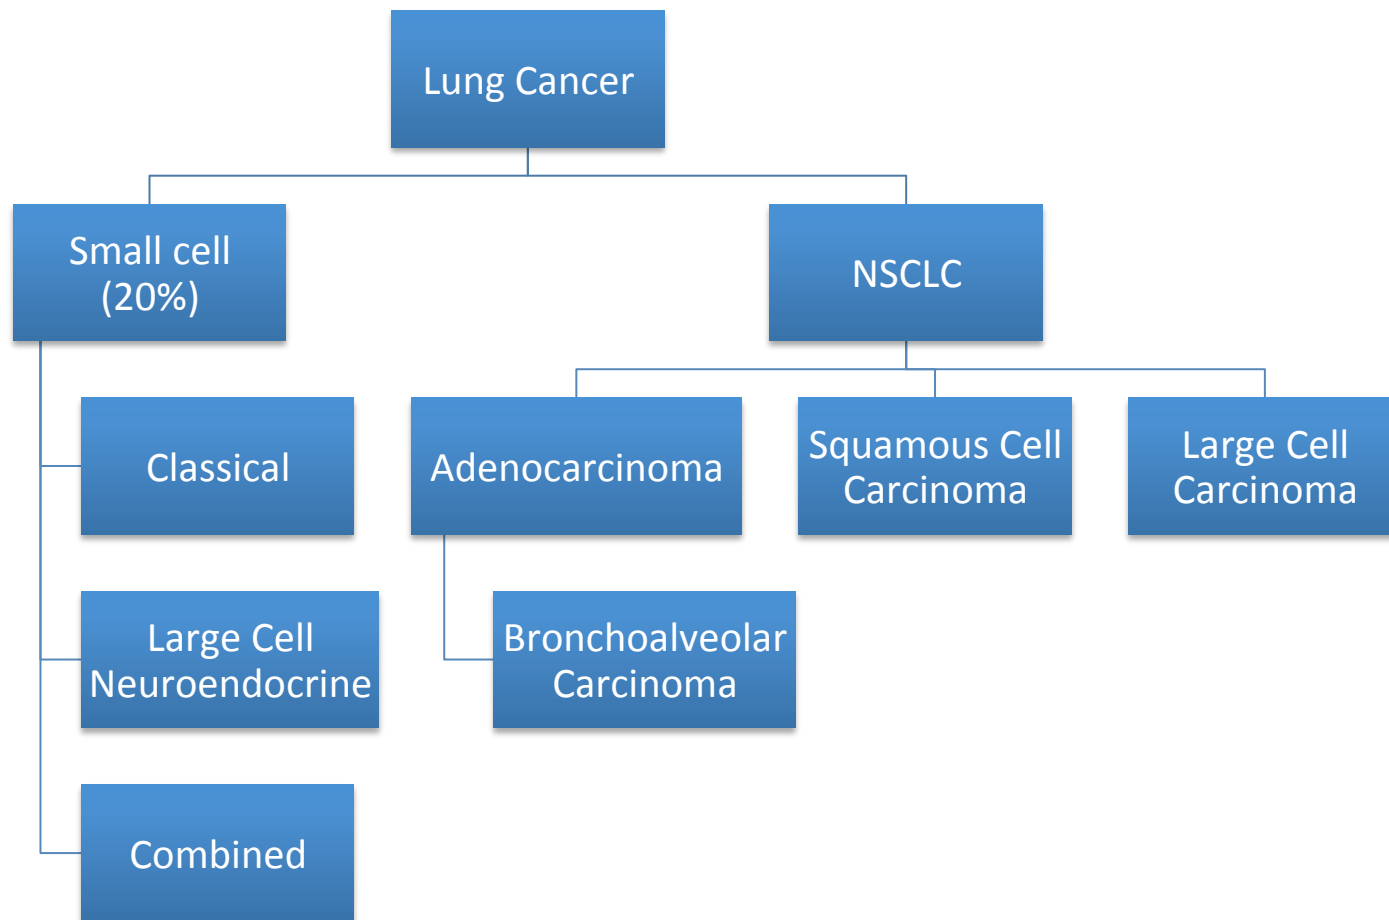 Lung Cancer
Small cell
(20%)
NSCLC
Classical
Adenocarcinoma
Squamous Cell
Carcinoma
Large Cell
Carcinoma
Large Cell
Neuroendocrine
Bronchoalveolar
Carcinoma
Combined